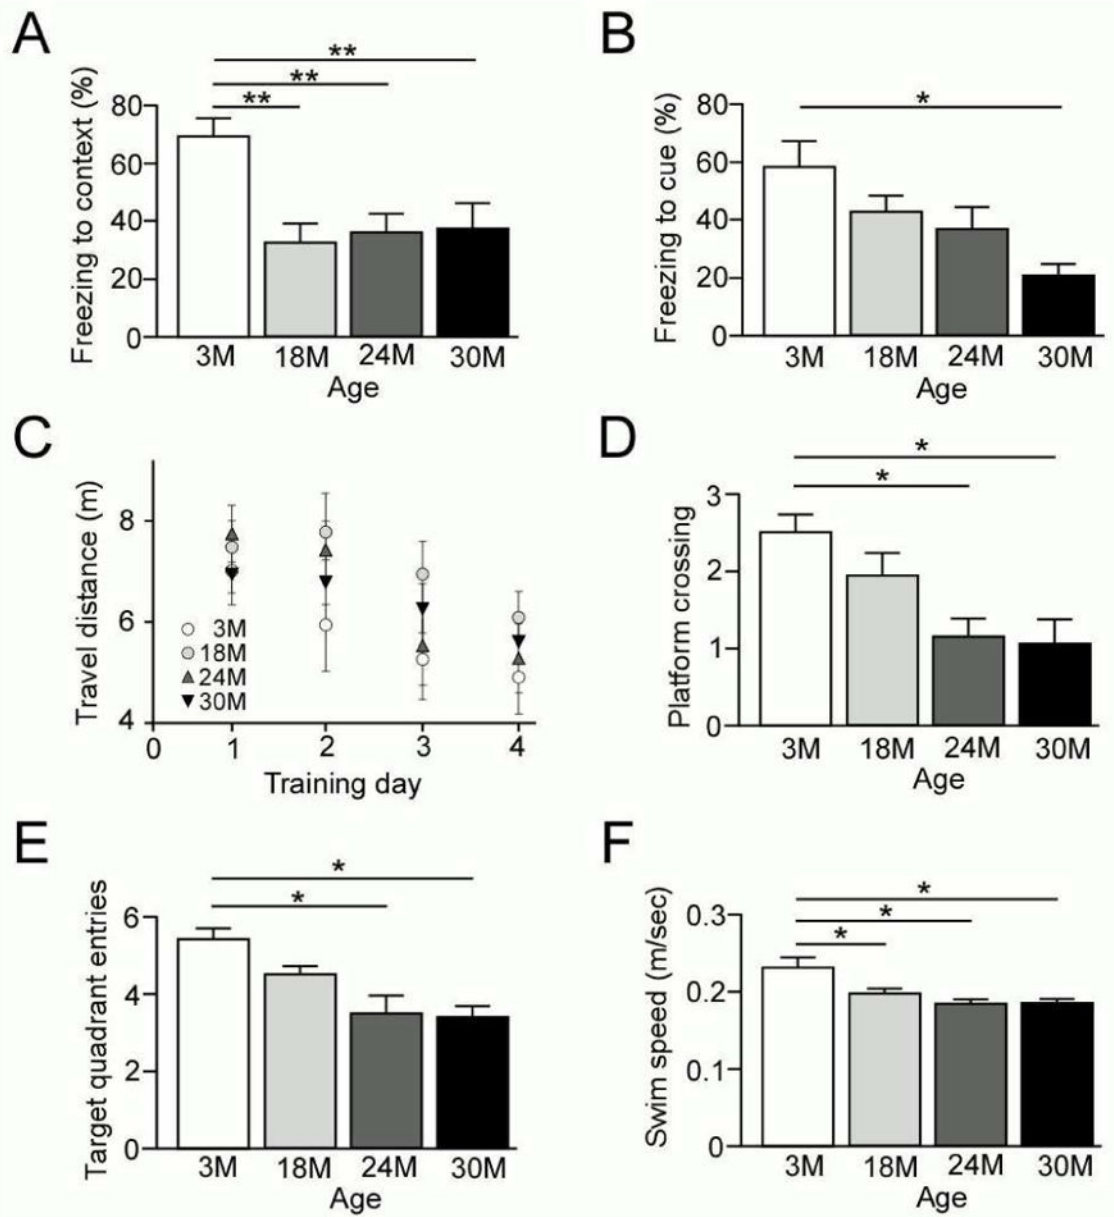 A
**
**
**
Freezing to context (%)
80
60
40
20
0
3M 18M 24M 30M
Age
B
*
Freezing to cue (%)
80
60
40
20
0
3M 18M 24M 30M
Age
C
Travel distance (m)
8
6
4
3M
18M
24M
30M
0 1 2 3 4
Training day
D
*
*
Platform crossing
3
2
1
0
3M 18M 24M 30M
Age
E
*
*
Target quadrant entries
6
4
2
0
3M 18M 24M 30M
Age
F
*
*
*
Swim speed (m/sec)
0.3
0.2
0.1
0
3M 18M 24M 30M
Age